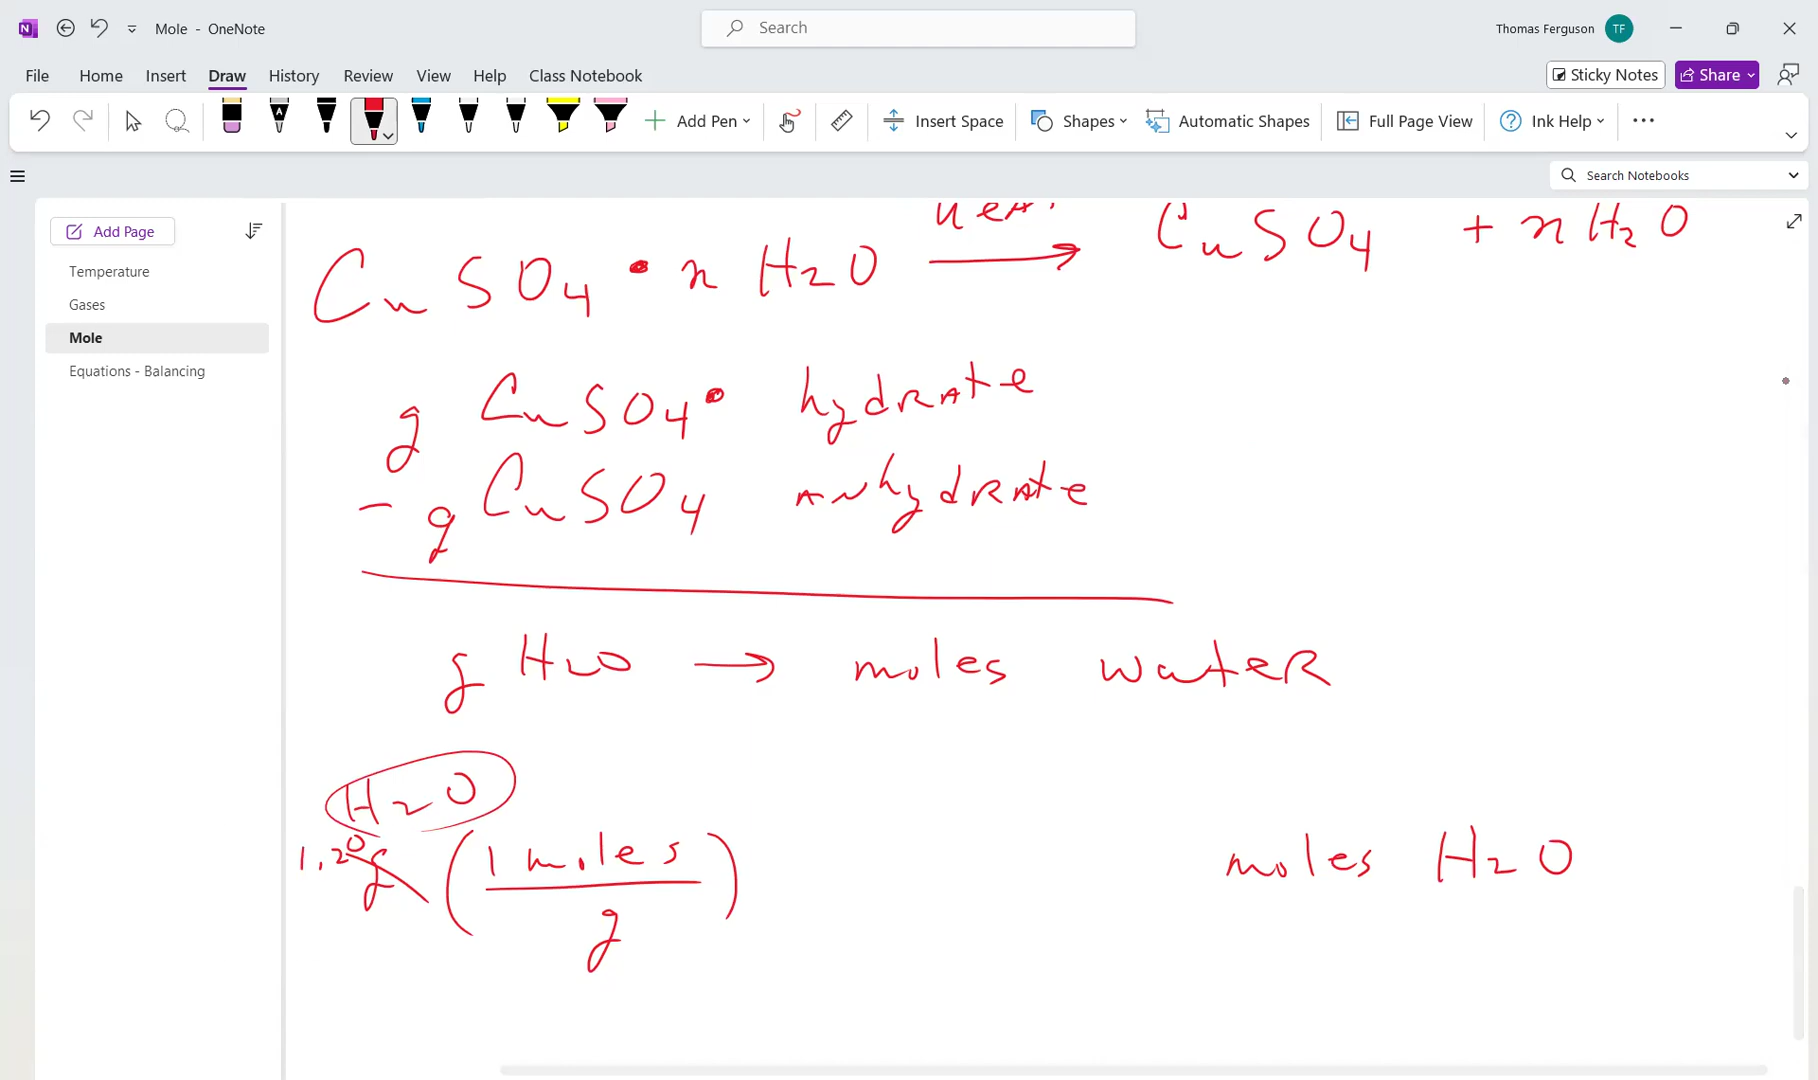 Mole - OneNote
Search
Thomas Ferguson TF
File Home Insert Draw History Review View Help Class Notebook
Sticky Notes Share
Add Pen Insert Space Shapes Automatic Shapes Full Page View Ink Help
Search Notebooks
Add Page
Temperature
Gases
Mole
Equations - Balancing
CuSO4 • n H2O → CuSO4 + n H2O
g CuSO4 • hydrate
- g CuSO4 anhydrate
g H2O → moles water
H2O
1.20 g (1 moles / g) moles H2O